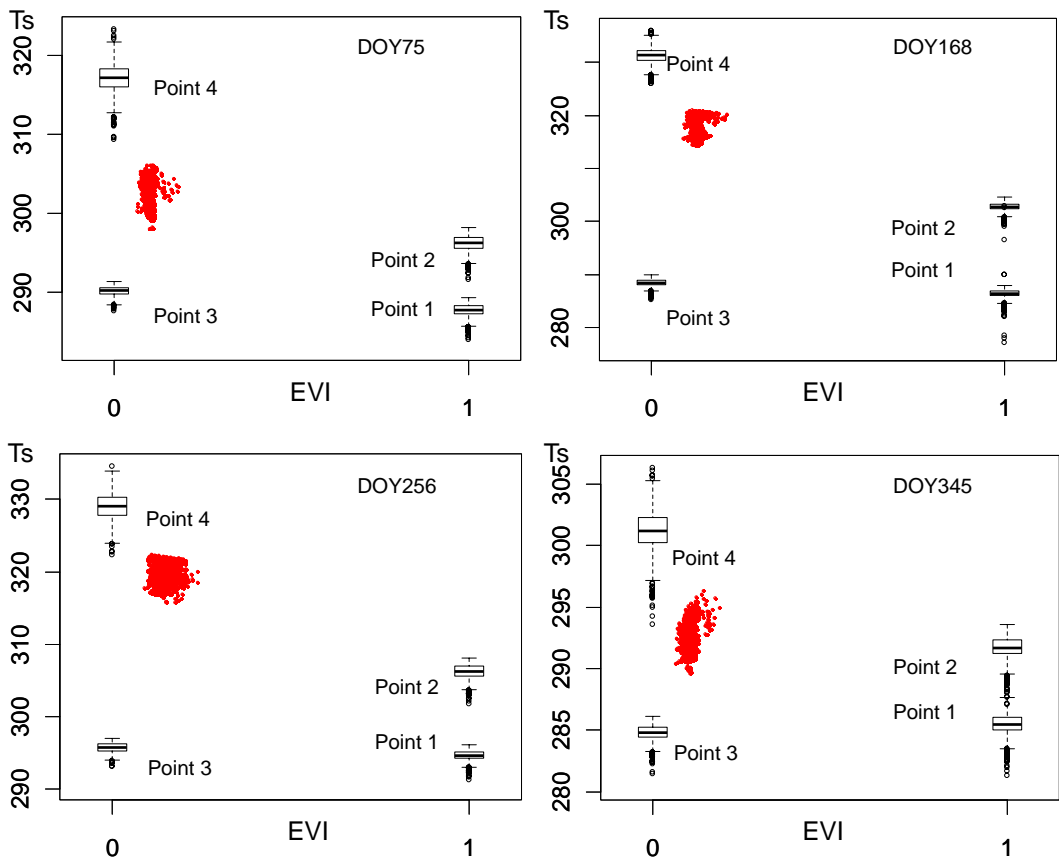 Ts
DOY75
320
310
300
290
Point 4
Point 2
Point 1
Point 3
0
EVI
1
Ts
DOY168
320
300
280
Point 4
Point 2
Point 1
Point 3
0
EVI
1
Ts
DOY256
330
320
310
300
290
Point 4
Point 2
Point 1
Point 3
0
EVI
1
Ts
DOY345
305
300
295
290
285
280
Point 4
Point 2
Point 1
Point 3
0
EVI
1